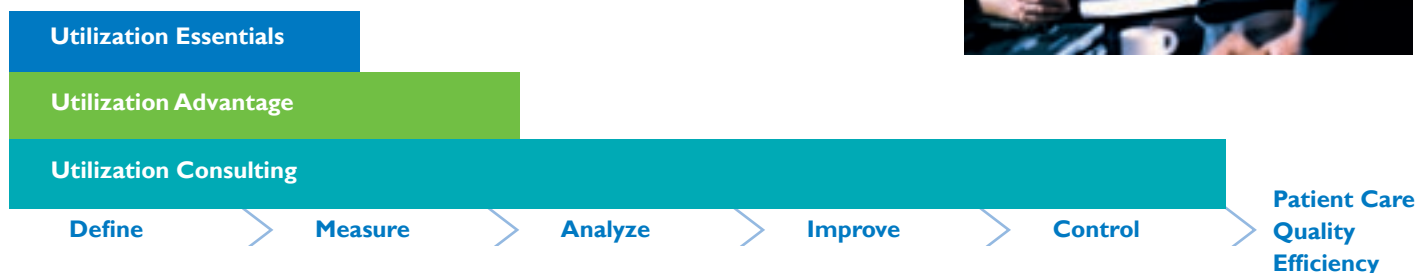 Utilization Essentials
Utilization Advantage
Utilization Consulting
Define
Measure
Analyze
Improve
Control
Patient Care
Quality
Efficiency